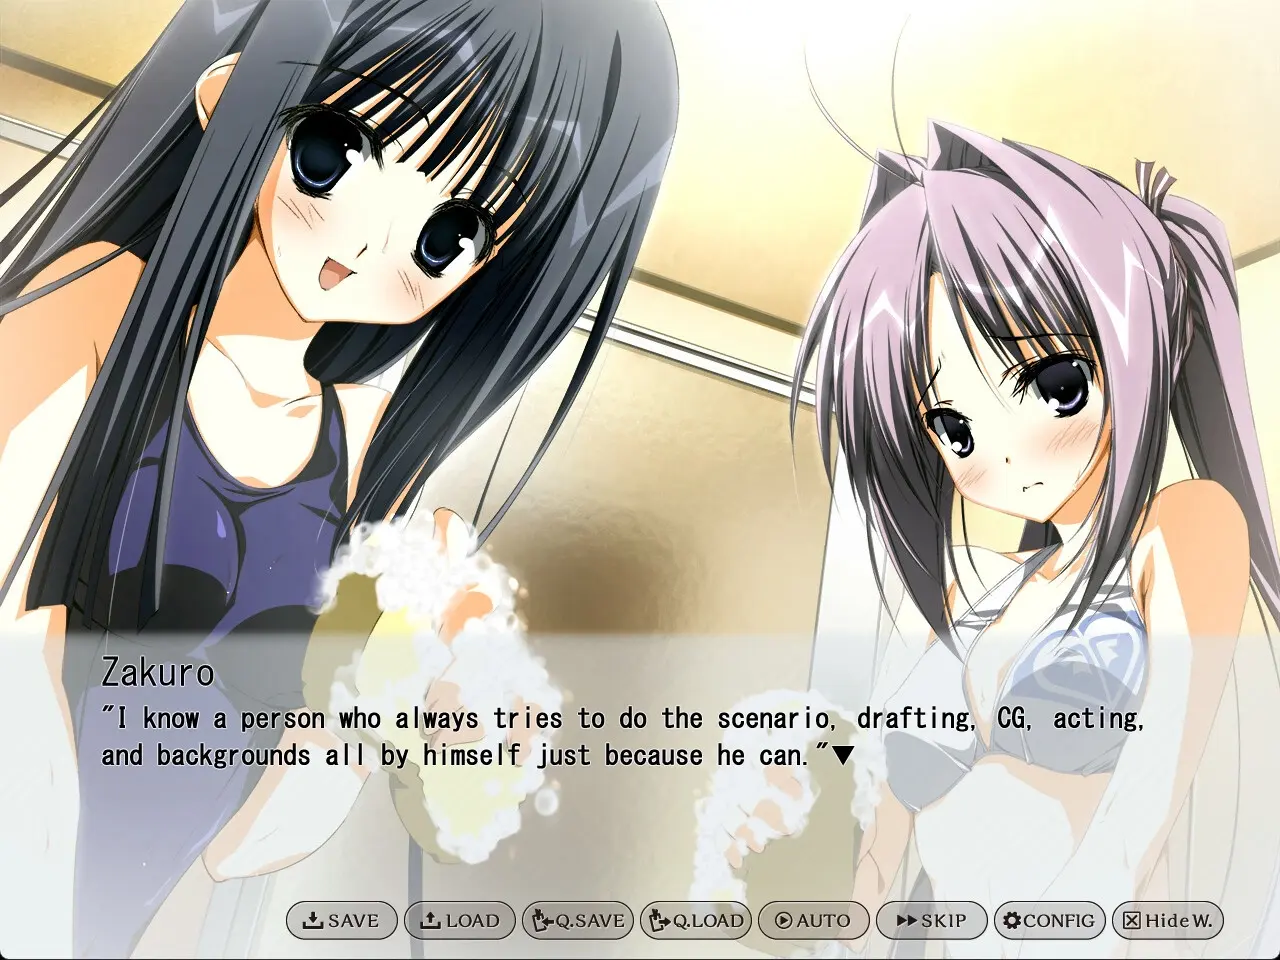 Zakuro
"I know a person who always tries to do the scenario, drafting, CG, acting,
and backgrounds all by himself just because he can."▼
SAVE LOAD Q.SAVE Q.LOAD AUTO SKIP CONFIG HideW.